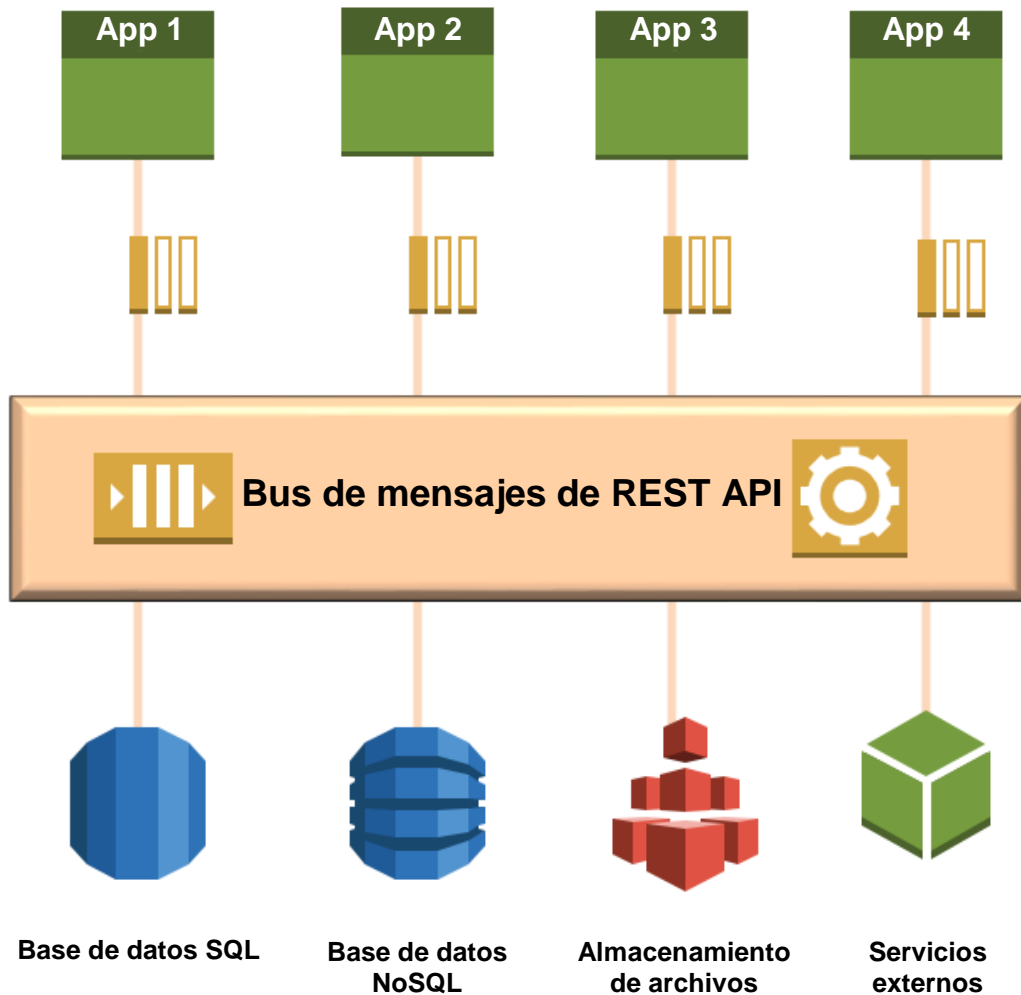 App 1
App 2
App 3
App 4
Bus de mensajes de REST API
Base de datos SQL
Base de datos
NoSQL
Almacenamiento
de archivos
Servicios
externos